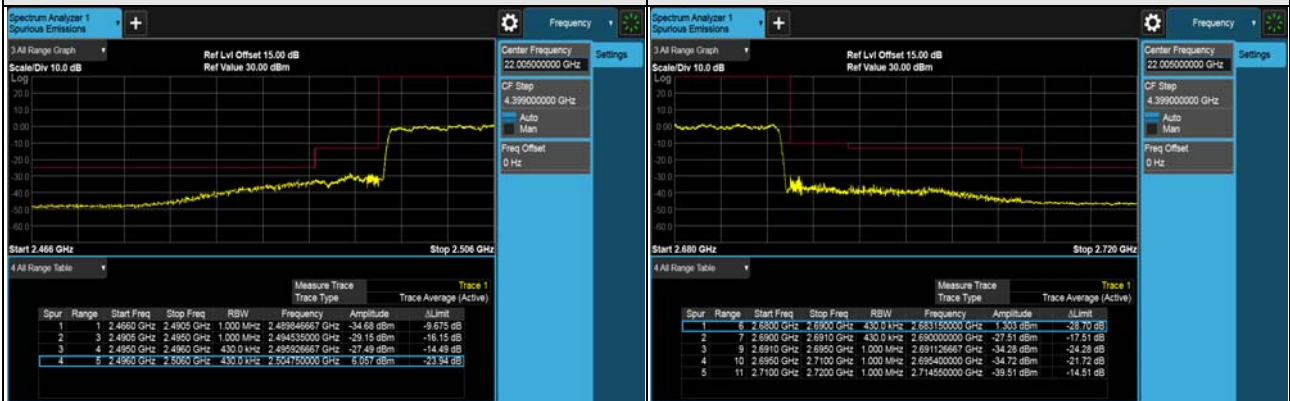 Spectrum Analyzer 1
Spurious Emissions
Frequency
3 All Range Graph
Ref Lvl Offset 15.00 dB
Scale/Div 10.0 dB
Ref Value 30.00 dBm
Log
20.0
10.0
0.00
-10.0
-20.0
-30.0
-40.0
-50.0
-60.0
Start 2.466 GHz
Stop 2.506 GHz
Center Frequency
22.005000000 GHz
Settings
CF Step
4.399000000 GHz
Auto
Man
Freq Offset
0 Hz
4 All Range Table
Measure Trace Trace 1
Trace Type Trace Average (Active)
Spur Range Start Freq Stop Freq RBW Frequency Amplitude ΔLimit
1 1 2.4660 GHz 2.4905 GHz 1.000 MHz 2.489846667 GHz -34.68 dBm -9.675 dB
2 3 2.4905 GHz 2.4950 GHz 1.000 MHz 2.494535000 GHz -29.15 dBm -16.15 dB
3 4 2.4950 GHz 2.4960 GHz 430.0 kHz 2.495926667 GHz -27.49 dBm -14.49 dB
4 5 2.4960 GHz 2.5060 GHz 430.0 kHz 2.504750000 GHz 6.057 dBm -23.94 dB
Spectrum Analyzer 1
Spurious Emissions
Frequency
3 All Range Graph
Ref Lvl Offset 15.00 dB
Scale/Div 10.0 dB
Ref Value 30.00 dBm
Log
20.0
10.0
0.00
-10.0
-20.0
-30.0
-40.0
-50.0
-60.0
Start 2.680 GHz
Stop 2.720 GHz
Center Frequency
22.005000000 GHz
Settings
CF Step
4.399000000 GHz
Auto
Man
Freq Offset
0 Hz
4 All Range Table
Measure Trace Trace 1
Trace Type Trace Average (Active)
Spur Range Start Freq Stop Freq RBW Frequency Amplitude ΔLimit
1 6 2.6800 GHz 2.6900 GHz 430.0 kHz 2.683150000 GHz 1.303 dBm -28.70 dB
2 7 2.6900 GHz 2.6910 GHz 430.0 kHz 2.690000000 GHz -27.51 dBm -17.51 dB
3 9 2.6910 GHz 2.6950 GHz 1.000 MHz 2.691126667 GHz -34.28 dBm -24.28 dB
4 10 2.6950 GHz 2.7100 GHz 1.000 MHz 2.695400000 GHz -34.72 dBm -21.72 dB
5 11 2.7100 GHz 2.7200 GHz 1.000 MHz 2.714550000 GHz -39.51 dBm -14.51 dB